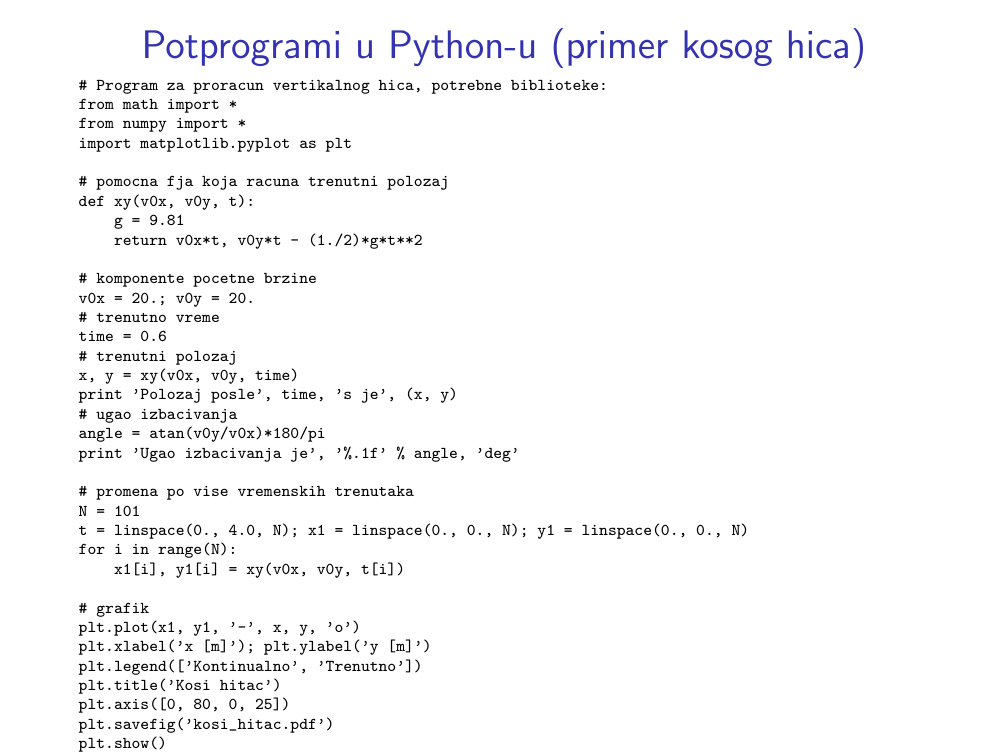 Potprogrami u Python-u (primer kosog hica)
# Program za proracun vertikalnog hica, potrebne biblioteke:
from math import *
from numpy import *
import matplotlib.pyplot as plt

# pomocna fja koja racuna trenutni polozaj
def xy(v0x, v0y, t):
    g = 9.81
    return v0x*t, v0y*t - (1./2)*g*t**2

# komponente pocetne brzine
v0x = 20.; v0y = 20.
# trenutno vreme
time = 0.6
# trenutni polozaj
x, y = xy(v0x, v0y, time)
print ’Polozaj posle’, time, ’s je’, (x, y)
# ugao izbacivanja
angle = atan(v0y/v0x)*180/pi
print ’Ugao izbacivanja je’, ’%.1f’ % angle, ’deg’

# promena po vise vremenskih trenutaka
N = 101
t = linspace(0., 4.0, N); x1 = linspace(0., 0., N); y1 = linspace(0., 0., N)
for i in range(N):
    x1[i], y1[i] = xy(v0x, v0y, t[i])

# grafik
plt.plot(x1, y1, ’-’, x, y, ’o’)
plt.xlabel(’x [m]’); plt.ylabel(’y [m]’)
plt.legend([’Kontinualno’, ’Trenutno’])
plt.title(’Kosi hitac’)
plt.axis([0, 80, 0, 25])
plt.savefig(’kosi_hitac.pdf’)
plt.show()